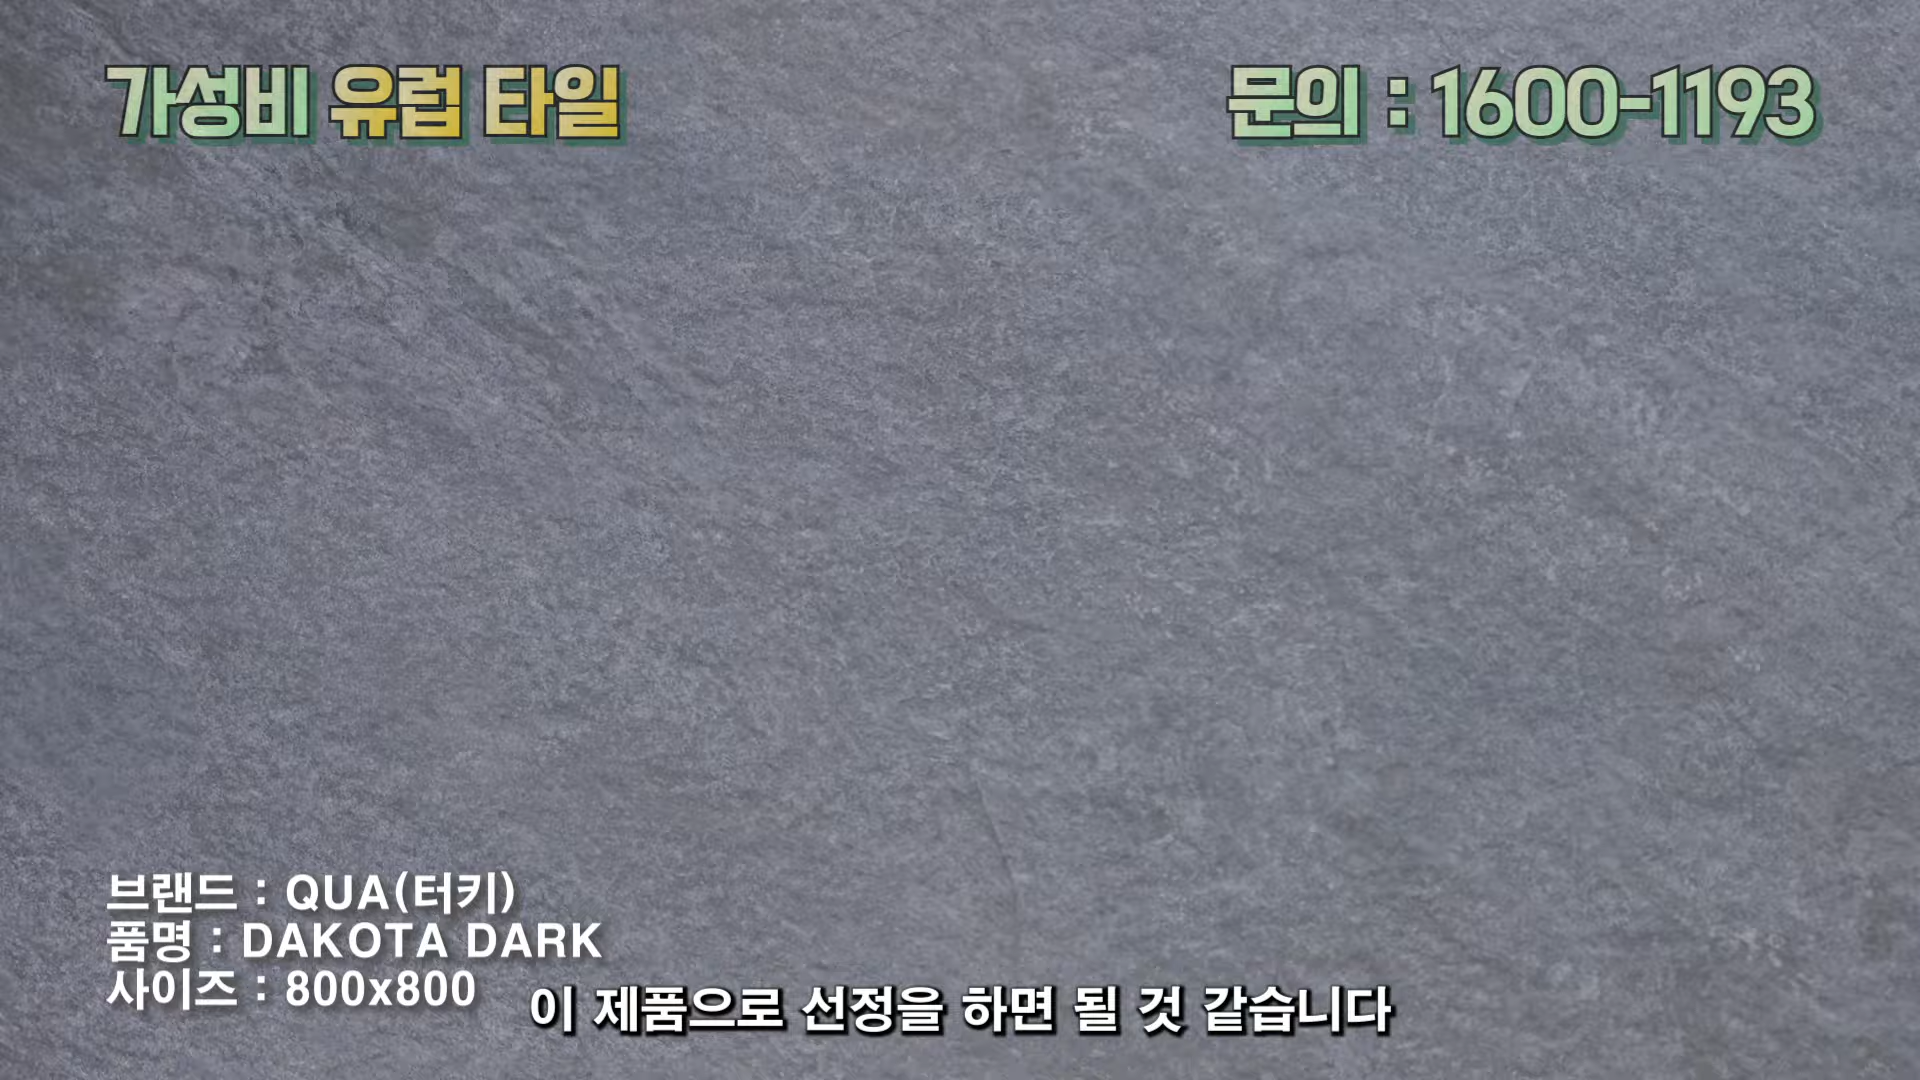 가성비 유럽 타일
문의 : 1600-1193
브랜드 : QUA(터키)
품명 : DAKOTA DARK
사이즈 : 800x800
이 제품으로 선정을 하면 될 것 같습니다